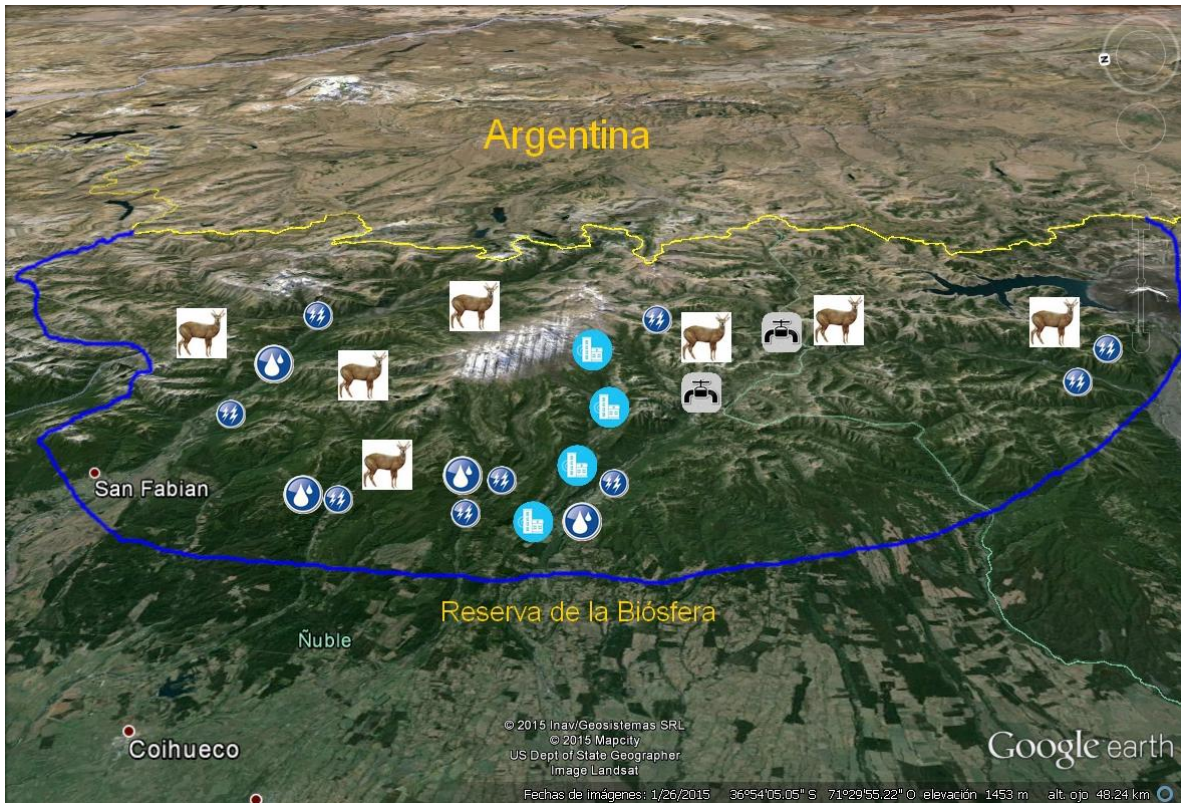 N
Argentina
San Fabian
Reserva de la Biósfera
Ñuble
Coihueco
© 2015 Inav/Geosistemas SRL
© 2015 Mapcity
US Dept of State Geographer
Image Landsat
Google earth
Fechas de imágenes: 1/26/2015 36°54'05.05" S 71°29'55.22" O elevación 1453 m alt. ojo 48.24 km